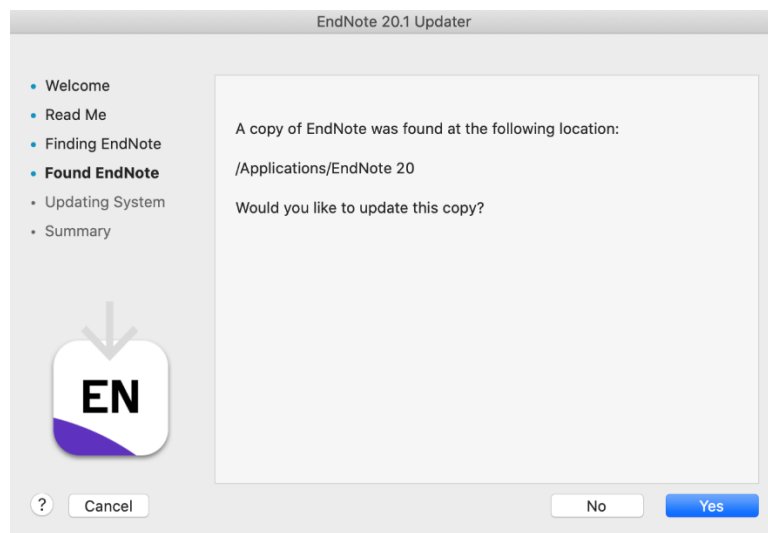 EndNote 20.1 Updater
Welcome
Read Me
Finding EndNote
Found EndNote
Updating System
Summary
A copy of EndNote was found at the following location:
/Applications/EndNote 20
Would you like to update this copy?
EN
? Cancel No Yes